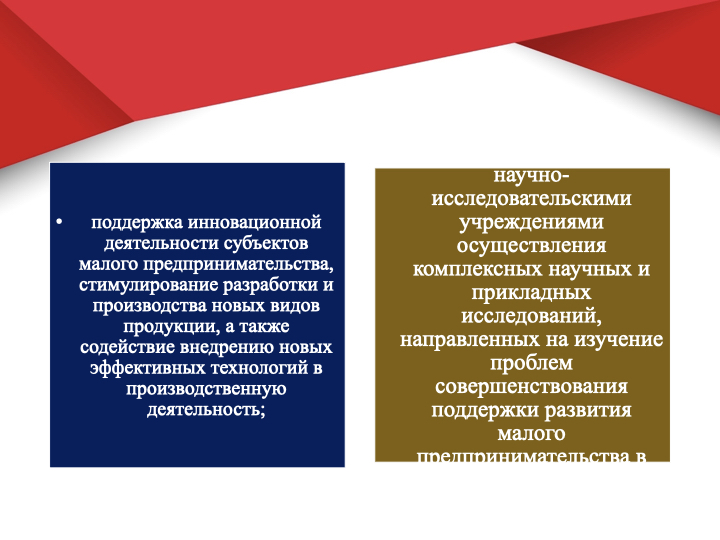 • поддержка инновационной
деятельности субъектов
малого предпринимательства,
стимулирование разработки и
производства новых видов
продукции, а также
содействие внедрению новых
эффективных технологий в
производственную
деятельность;
научно-
исследовательскими
учреждениями
осуществления
комплексных научных и
прикладных
исследований,
направленных на изучение
проблем
совершенствования
поддержки развития
малого
предпринимательства в